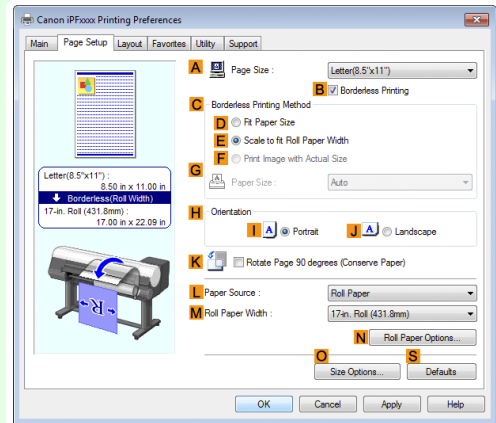 Canon iPFxxxx Printing Preferences
Main Page Setup Layout Favorites Utility Support
A Page Size : Letter(8.5"x11")
B Borderless Printing
C Borderless Printing Method
D Fit Paper Size
E Scale to fit Roll Paper Width
F Print Image with Actual Size
G Paper Size : Auto
H Orientation
I A Portrait J A Landscape
K Rotate Page 90 degrees (Conserve Paper)
L Paper Source : Roll Paper
M Roll Paper Width : 17-in. Roll (431.8mm)
N Roll Paper Options...
O S
Size Options... Defaults
OK Cancel Apply Help
Letter(8.5"x11") :
8.50 in x 11.00 in
Borderless(Roll Width)
17-in. Roll (431.8mm) :
17.00 in x 22.09 in
R